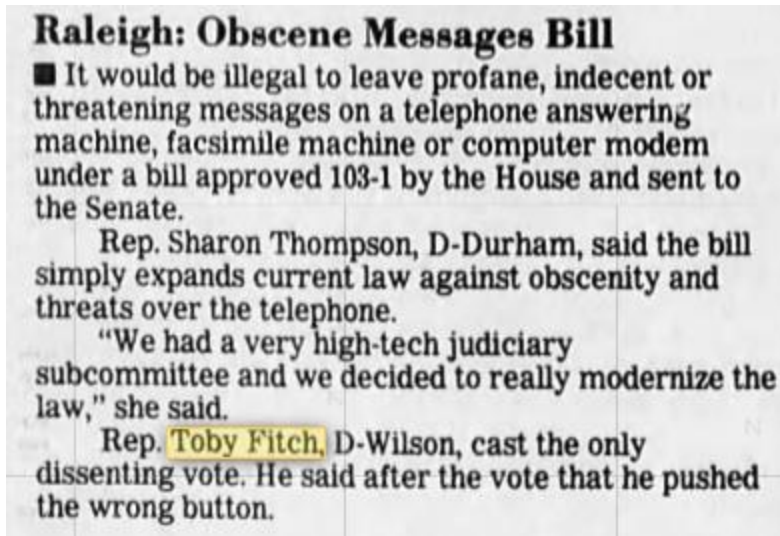 Raleigh: Obscene Messages Bill
■ It would be illegal to leave profane, indecent or
threatening messages on a telephone answering
machine, facsimile machine or computer modem
under a bill approved 103-1 by the House and sent to
the Senate.
Rep. Sharon Thompson, D-Durham, said the bill
simply expands current law against obscenity and
threats over the telephone.
“We had a very high-tech judiciary
subcommittee and we decided to really modernize the
law,” she said.
Rep. Toby Fitch, D-Wilson, cast the only
dissenting vote. He said after the vote that he pushed
the wrong button.